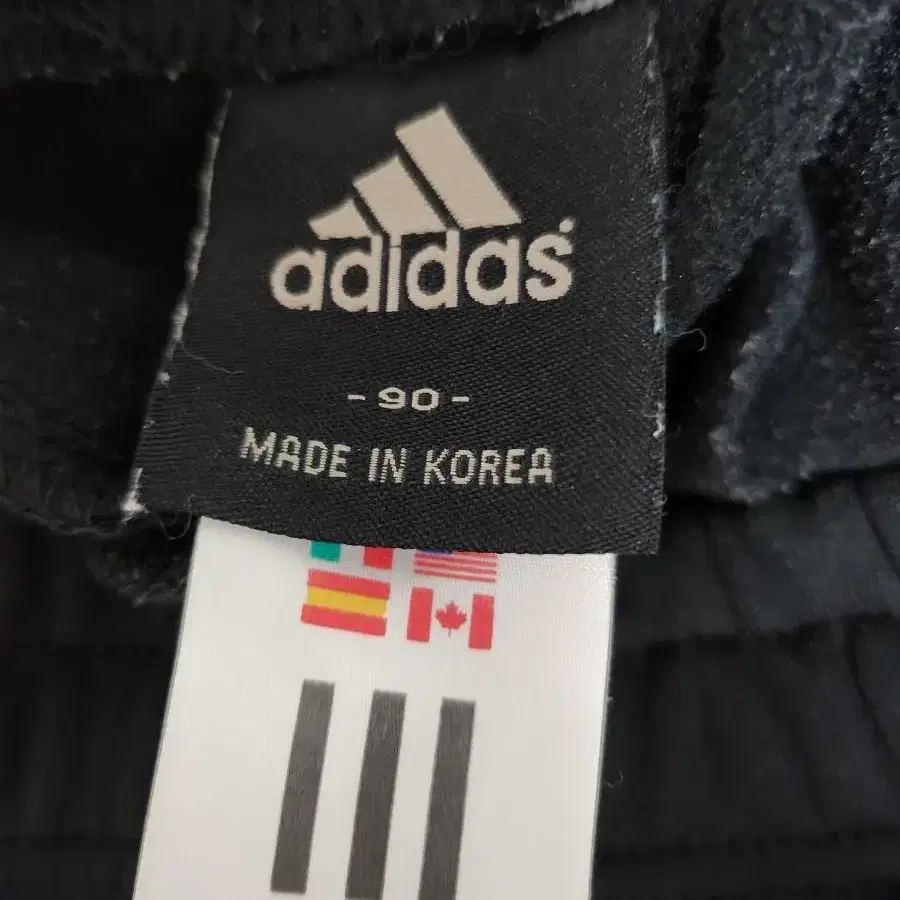 adidas
- 90 -
MADE IN KOREA